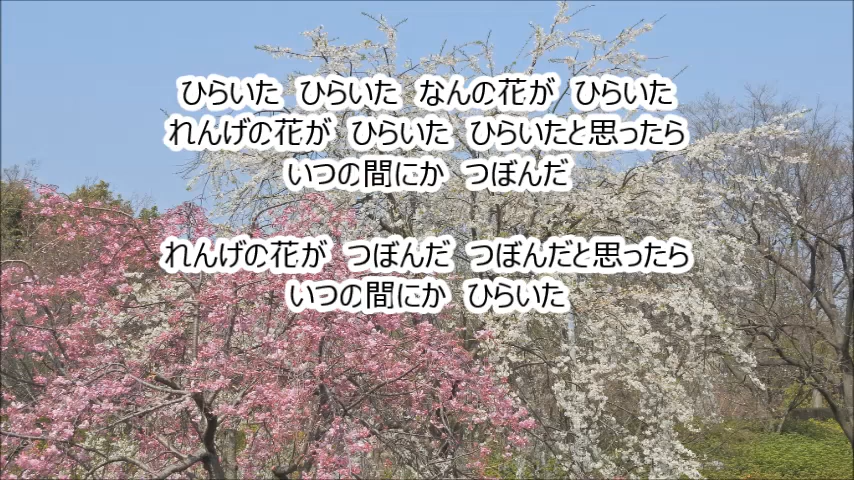 ひらいた　ひらいた　なんの花が　ひらいた
れんげの花が　ひらいた　ひらいたと思ったら
いつの間にか　つぼんだ
れんげの花が　つぼんだ　つぼんだと思ったら
いつの間にか　ひらいた